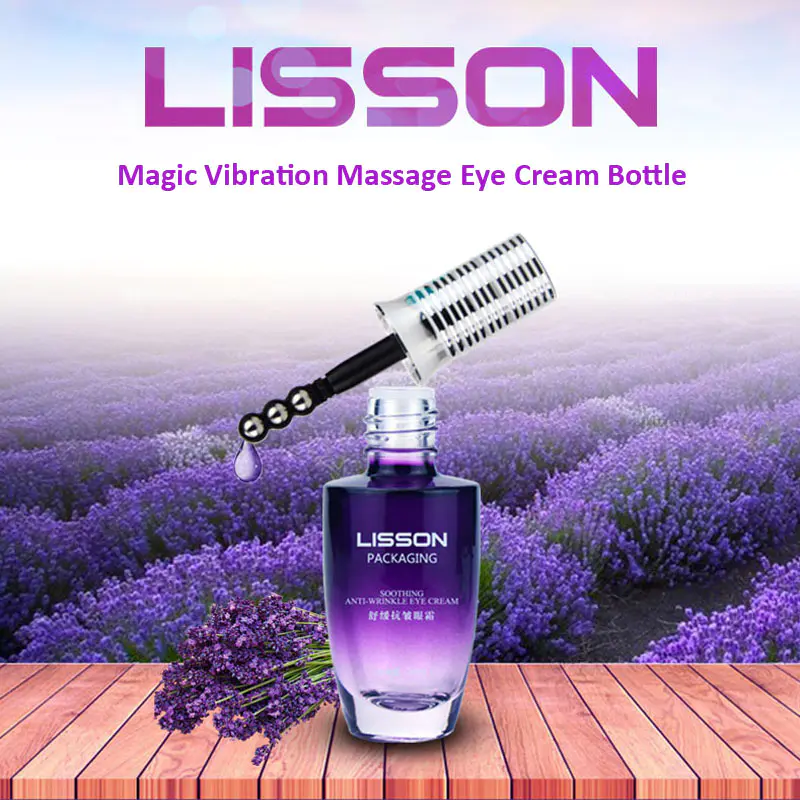 LISSON
Magic Vibration Massage Eye Cream Bottle
LISSON
PACKAGING
SOOTHING
ANTI-WRINKLE EYE CREAM
舒缓抗皱眼霜